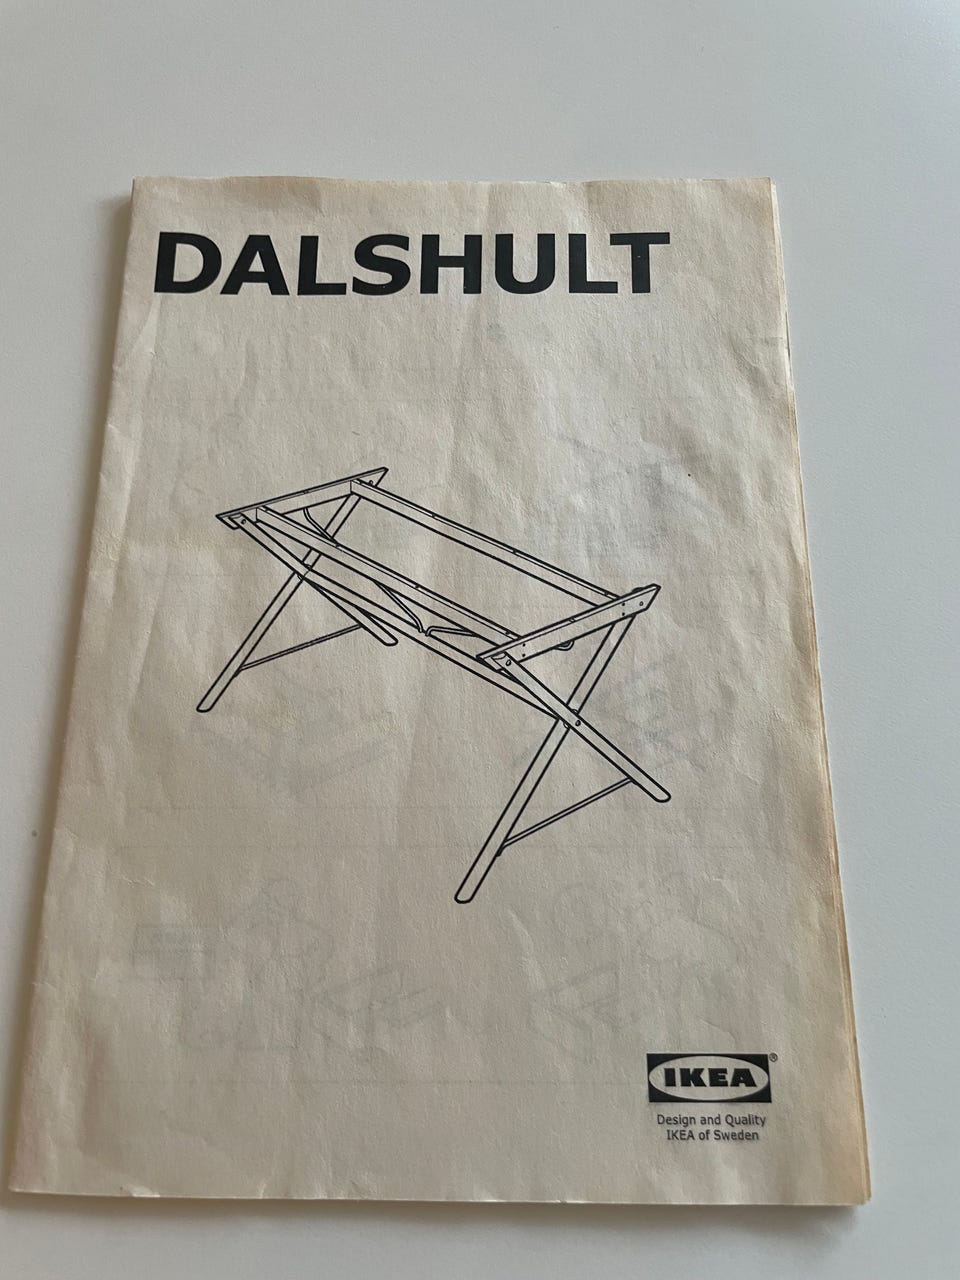 DALSHULT
IKEA®
Design and Quality
IKEA of Sweden